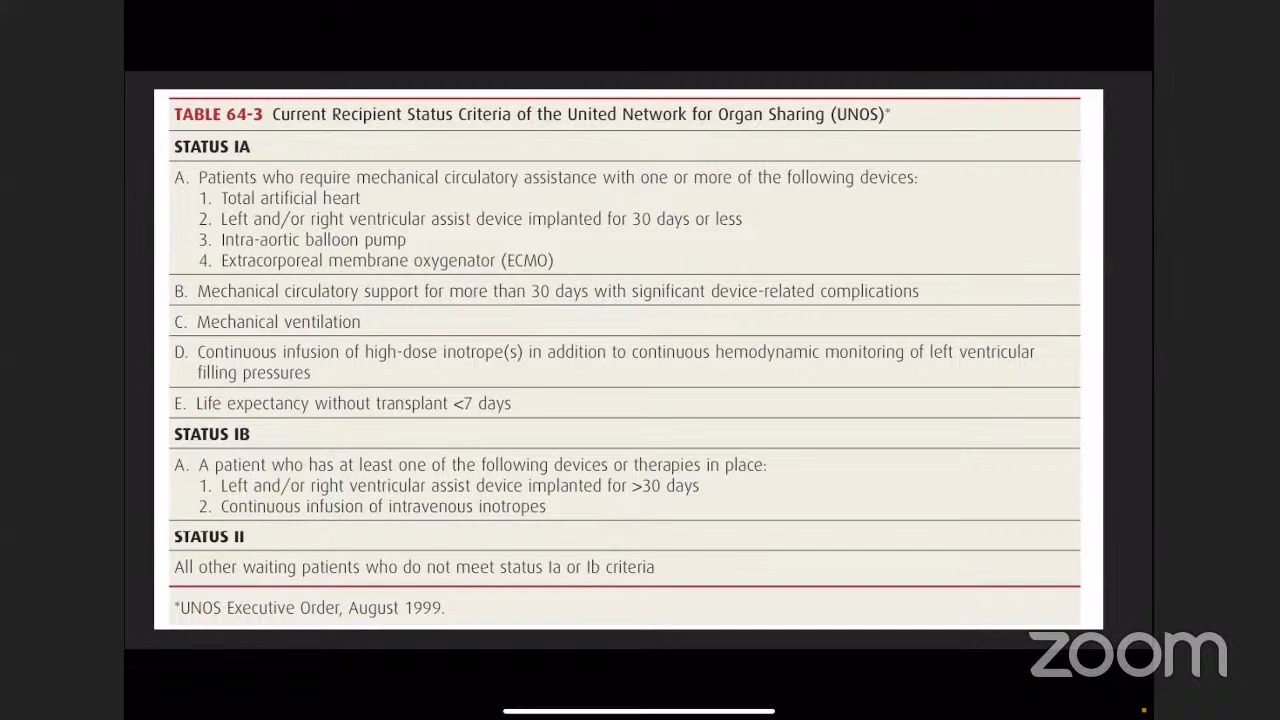 TABLE 64-3 Current Recipient Status Criteria of the United Network for Organ Sharing (UNOS)*
STATUS IA
A. Patients who require mechanical circulatory assistance with one or more of the following devices:
1. Total artificial heart
2. Left and/or right ventricular assist device implanted for 30 days or less
3. Intra-aortic balloon pump
4. Extracorporeal membrane oxygenator (ECMO)
B. Mechanical circulatory support for more than 30 days with significant device-related complications
C. Mechanical ventilation
D. Continuous infusion of high-dose inotrope(s) in addition to continuous hemodynamic monitoring of left ventricular
filling pressures
E. Life expectancy without transplant <7 days
STATUS IB
A. A patient who has at least one of the following devices or therapies in place:
1. Left and/or right ventricular assist device implanted for >30 days
2. Continuous infusion of intravenous inotropes
STATUS II
All other waiting patients who do not meet status Ia or Ib criteria
*UNOS Executive Order, August 1999.
zoom